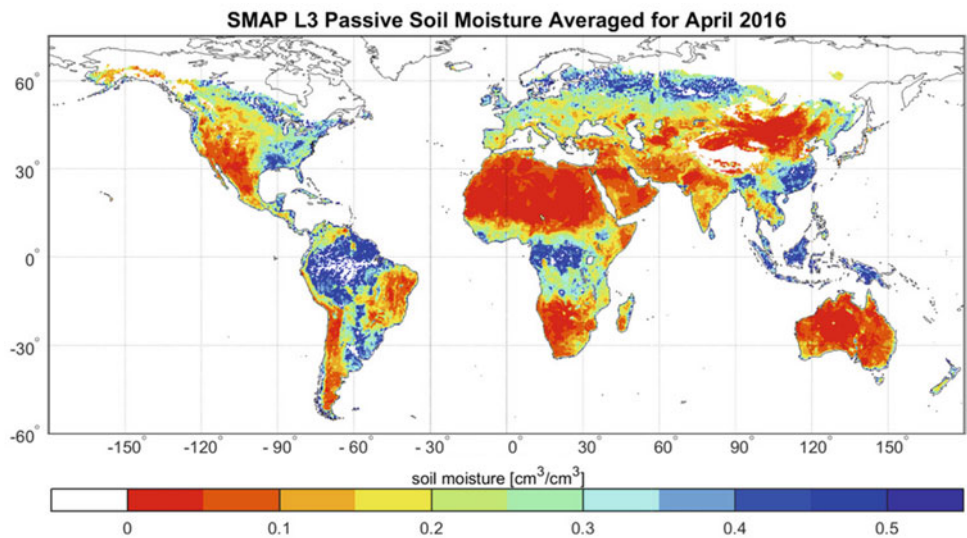 SMAP L3 Passive Soil Moisture Averaged for April 2016
60°
30°
0°
-30°
-60°
-150° -120° -90° -60° -30° 0° 30° 60° 90° 120° 150°
soil moisture [cm³/cm³]
0 0.1 0.2 0.3 0.4 0.5